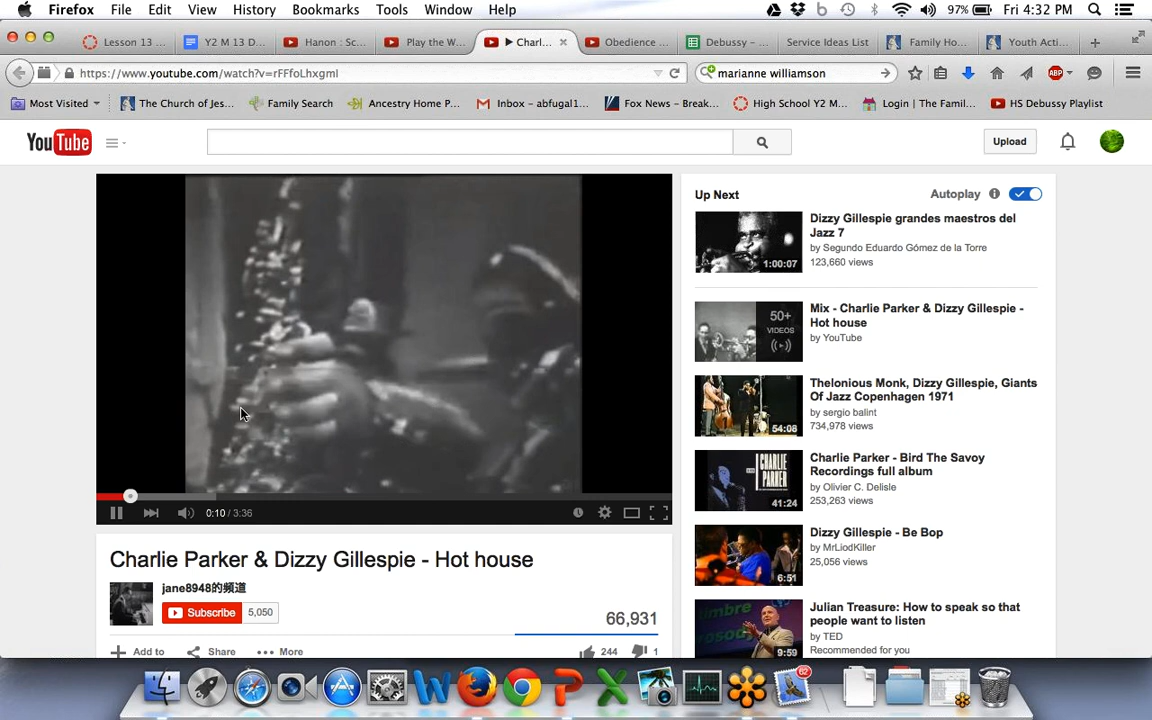 Firefox File Edit View History Bookmarks Tools Window Help 97% Fri 4:32 PM
Lesson 13 ... Y2 M 13 D... Hanon : Sc... Play the W... ▶ Charl... Obedience ... Debussy – ... Service Ideas List Family Ho... Youth Acti...
https://www.youtube.com/watch?v=rFFfoLhxgmI marianne williamson ABP
Most Visited The Church of Jes... Family Search Ancestry Home P... Inbox – abfugal1... Fox News – Break... High School Y2 M... Login | The Famil... HS Debussy Playlist
YouTube Upload
Up Next Autoplay
Dizzy Gillespie grandes maestros del
Jazz 7
by Segundo Eduardo Gómez de la Torre
123,660 views
1:00:07
Mix - Charlie Parker & Dizzy Gillespie -
Hot house
by YouTube
50+
VIDEOS
Thelonious Monk, Dizzy Gillespie, Giants
Of Jazz Copenhagen 1971
by sergio balint
734,978 views
54:08
Charlie Parker - Bird The Savoy
Recordings full album
by Olivier C. Delisle
253,263 views
CHARLIE
PARKER
41:24
Dizzy Gillespie - Be Bop
by MrLiodKiller
25,056 views
6:51
Julian Treasure: How to speak so that
people want to listen
by TED
Recommended for you
9:59
0:10 / 3:36
Charlie Parker & Dizzy Gillespie - Hot house
jane8948的頻道
Subscribe 5,050
66,931
Add to Share More 244 1
62